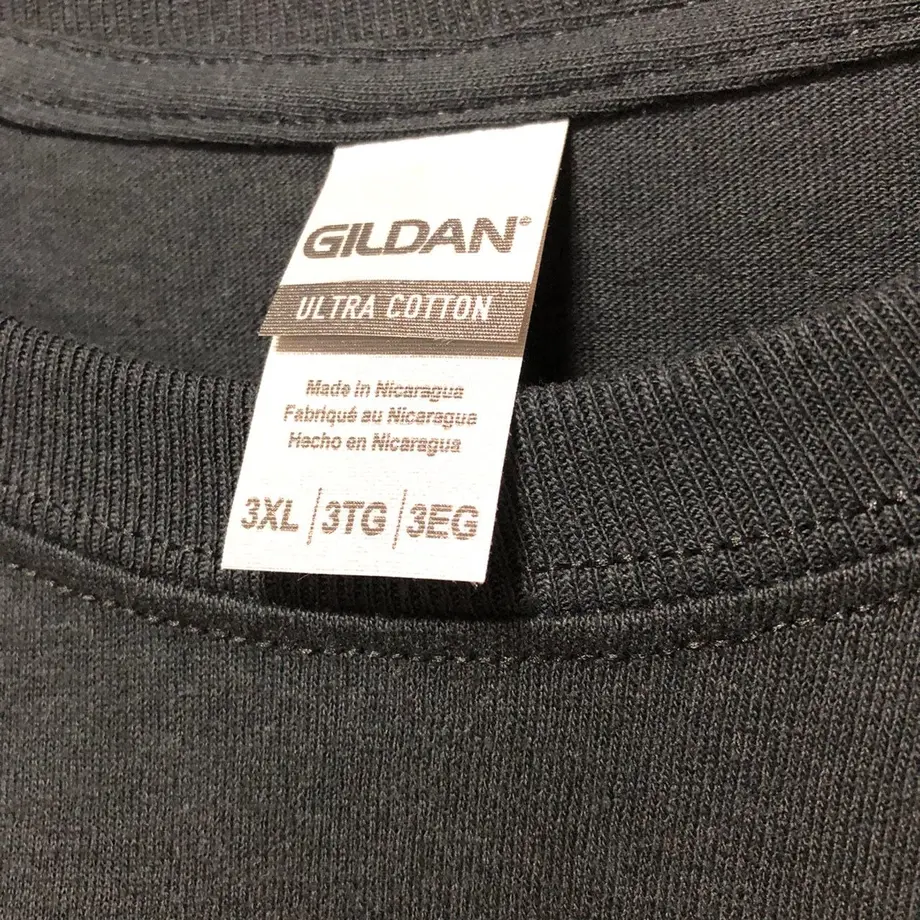 GILDAN®
ULTRA COTTON
Made in Nicaragua
Fabriqué au Nicaragua
Hecho en Nicaragua
3XL | 3TG | 3EG